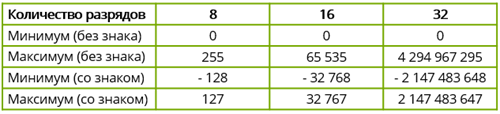 Количество разрядов 8 16 32
Минимум (без знака) 0 0 0
Максимум (без знака) 255 65 535 4 294 967 295
Минимум (со знаком) - 128 - 32 768 - 2 147 483 648
Максимум (со знаком) 127 32 767 2 147 483 647